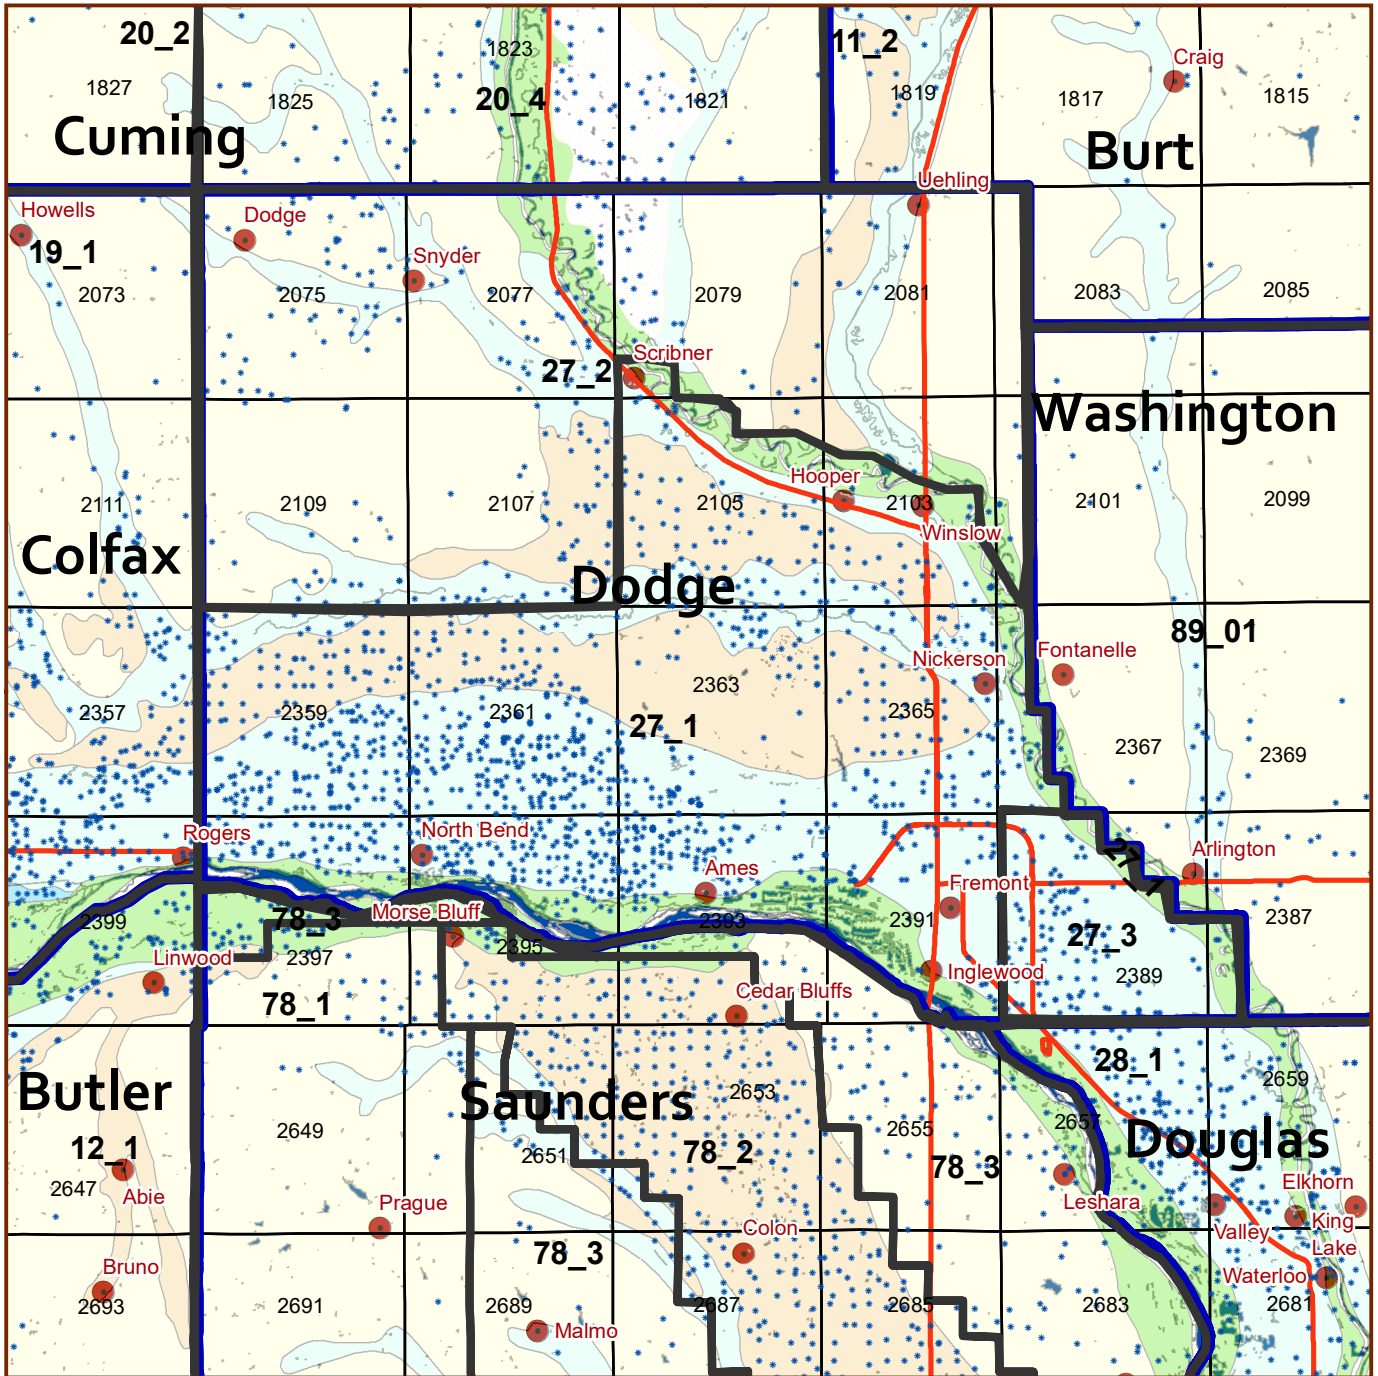 20_2
11_2
1823
Craig
1827
1825
20_4
1821
1819
1817
1815
Cuming
Burt
Uehling
Howells
Dodge
19_1
Snyder
2073
2075
2077
2079
2081
2083
2085
Scribner
27_2
Washington
Hooper
2111
2109
2107
2105
2103
2101
2099
Winslow
Colfax
Dodge
89_01
Fontanelle
Nickerson
2363
2357
2359
2361
27_1
2365
2367
2369
Rogers
North Bend
Arlington
27_1
Ames
Fremont
78_3
Morse Bluff
2399
2393
2391
2387
27_3
2395
Linwood
2397
Inglewood
2389
78_1
Cedar Bluffs
28_1
Butler
Saunders
2653
2659
2649
2655
2657
Douglas
12_1
2651
78_2
78_3
2647
Abie
Elkhorn
Prague
Leshara
Colon
Valley
King
Lake
78_3
Bruno
Waterloo
2693
2691
2689
2687
2685
2683
2681
Malmo